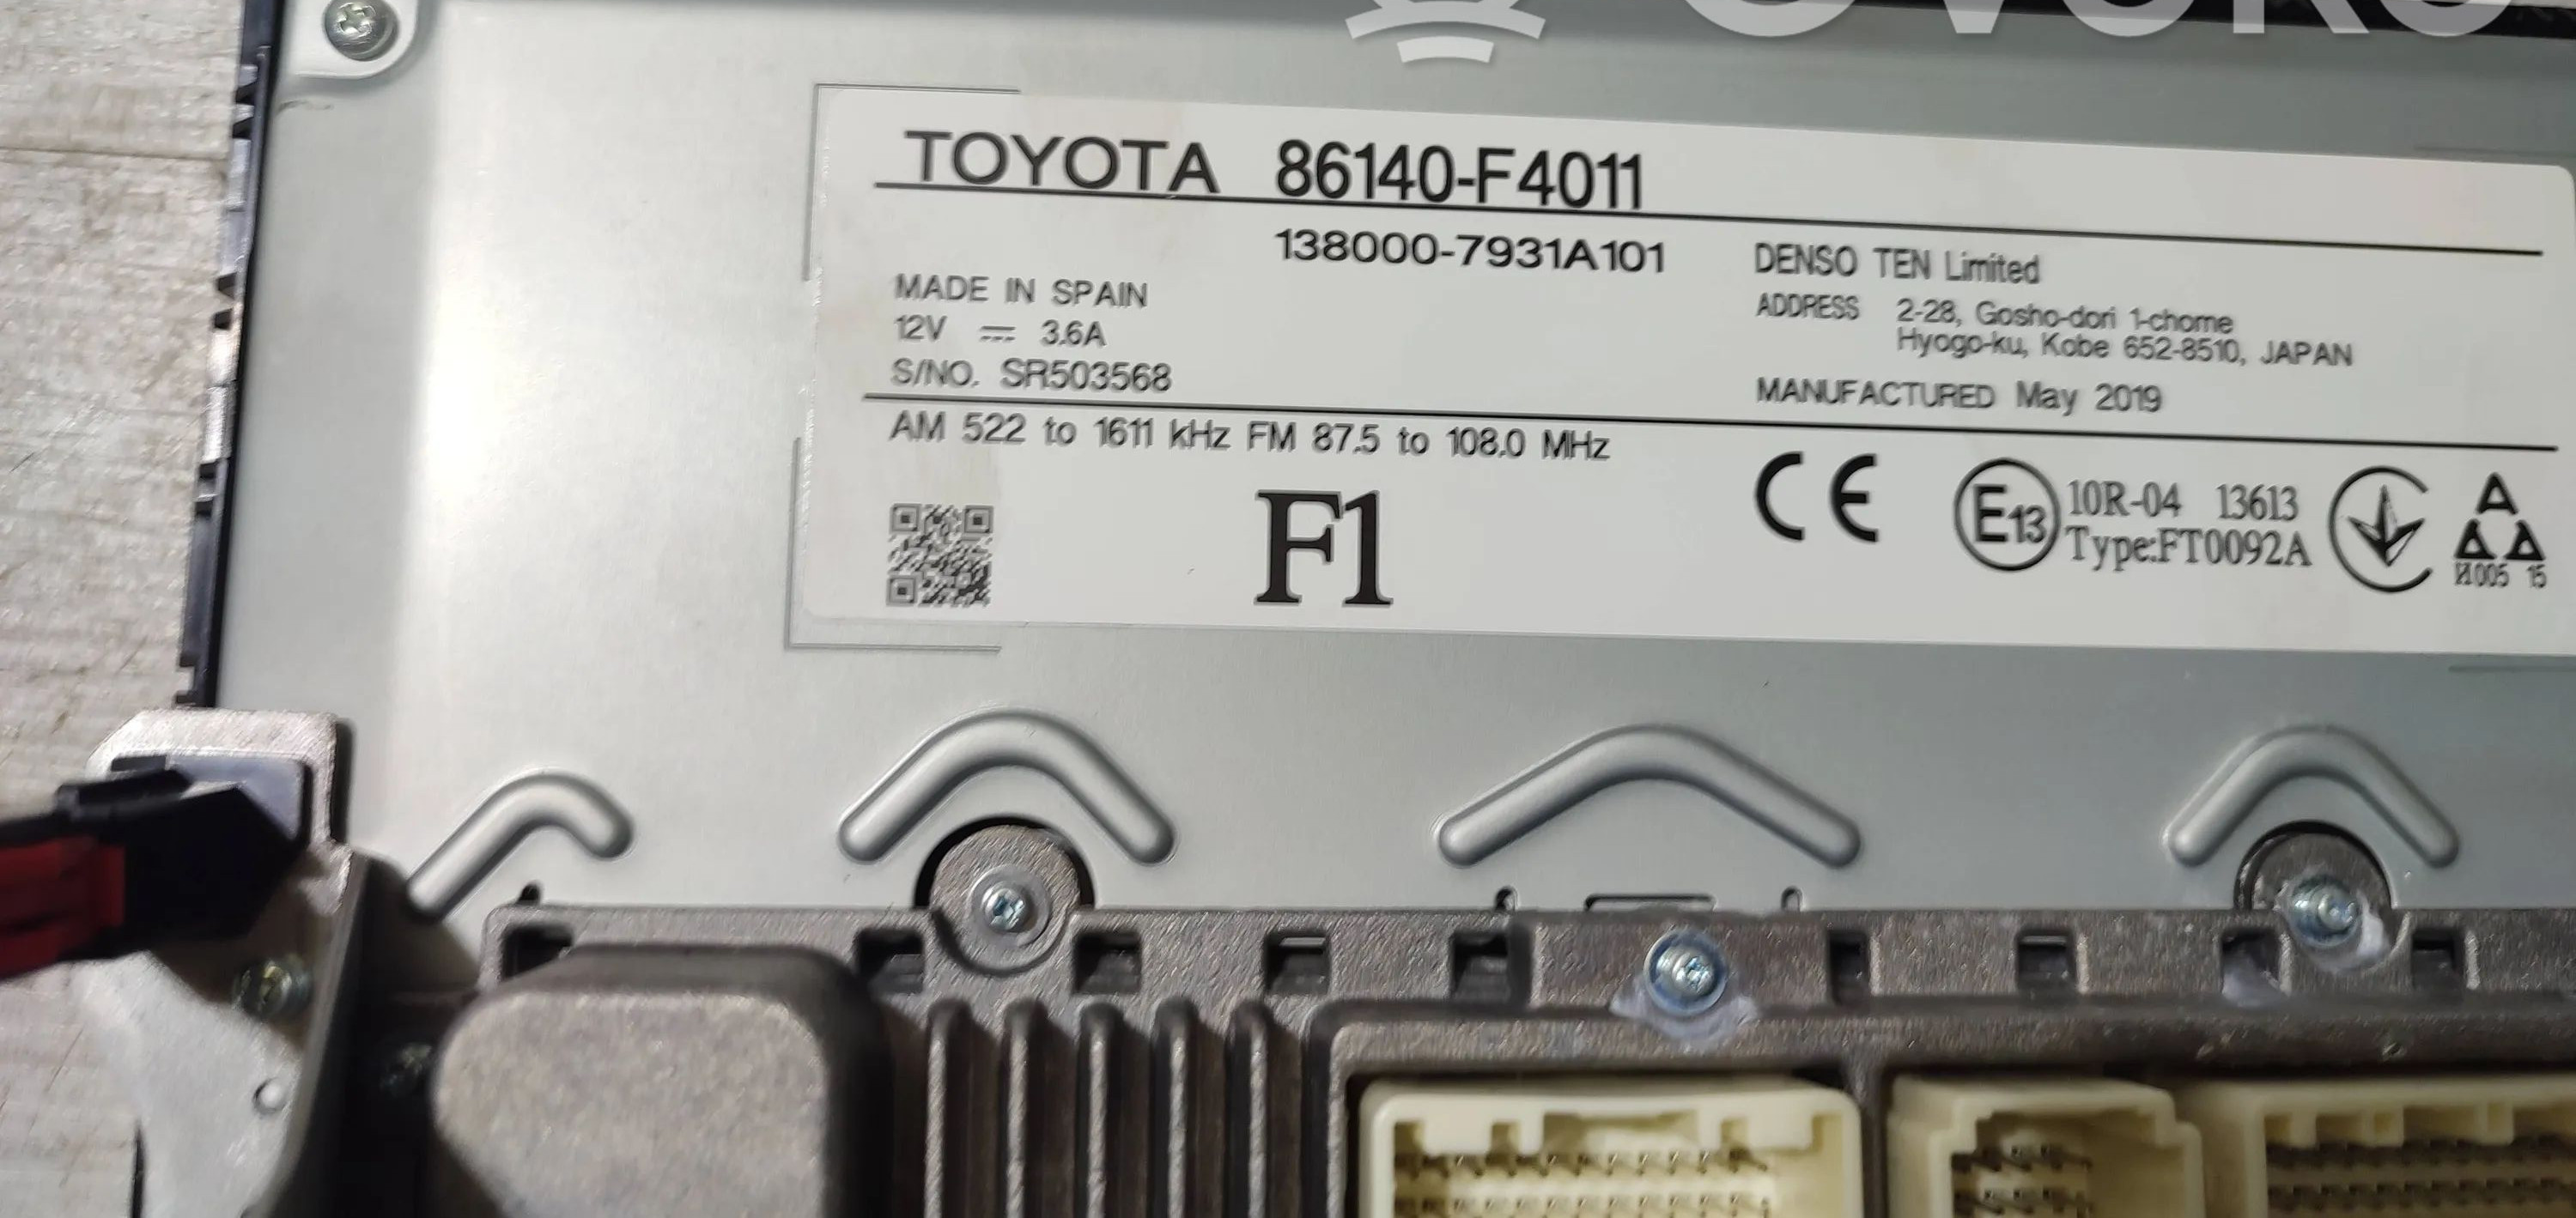 TOYOTA 86140-F4011
138000-7931A101
MADE IN SPAIN
12V ⎓ 3.6A
S/NO. SR503568
DENSO TEN Limited
ADDRESS 2-28, Gosho-dori 1-chome
Hyogo-ku, Kobe 652-8510, JAPAN
MANUFACTURED May 2019
AM 522 to 1611 kHz FM 87.5 to 108.0 MHz
F1
CE
E13
10R-04 13613
Type:FT0092A
И005 15